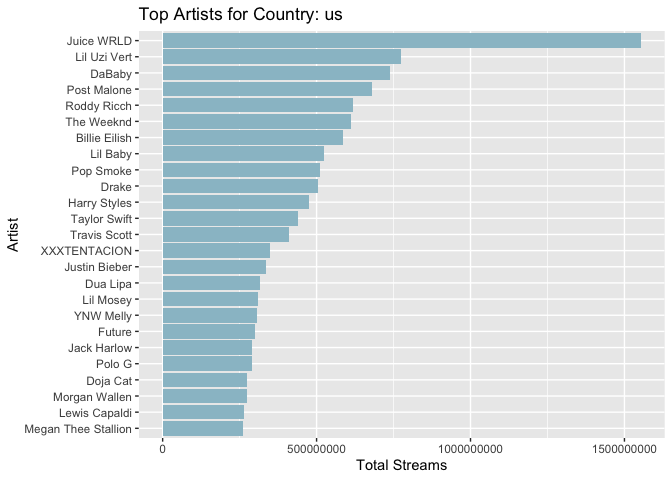 Top Artists for Country: us
Artist
Juice WRLD
Lil Uzi Vert
DaBaby
Post Malone
Roddy Ricch
The Weeknd
Billie Eilish
Lil Baby
Pop Smoke
Drake
Harry Styles
Taylor Swift
Travis Scott
XXXTENTACION
Justin Bieber
Dua Lipa
Lil Mosey
YNW Melly
Future
Jack Harlow
Polo G
Doja Cat
Morgan Wallen
Lewis Capaldi
Megan Thee Stallion
0 500000000 1000000000 1500000000
Total Streams